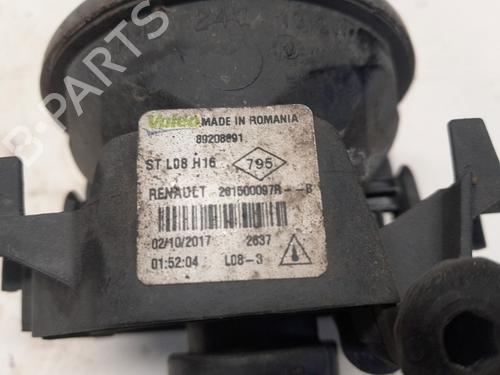 Valeo MADE IN ROMANIA
89208891
ST L08 H16 795
RENAULT 261500097R--B
02/10/2017 2637
01:52:04 L08-3
B-PARTS